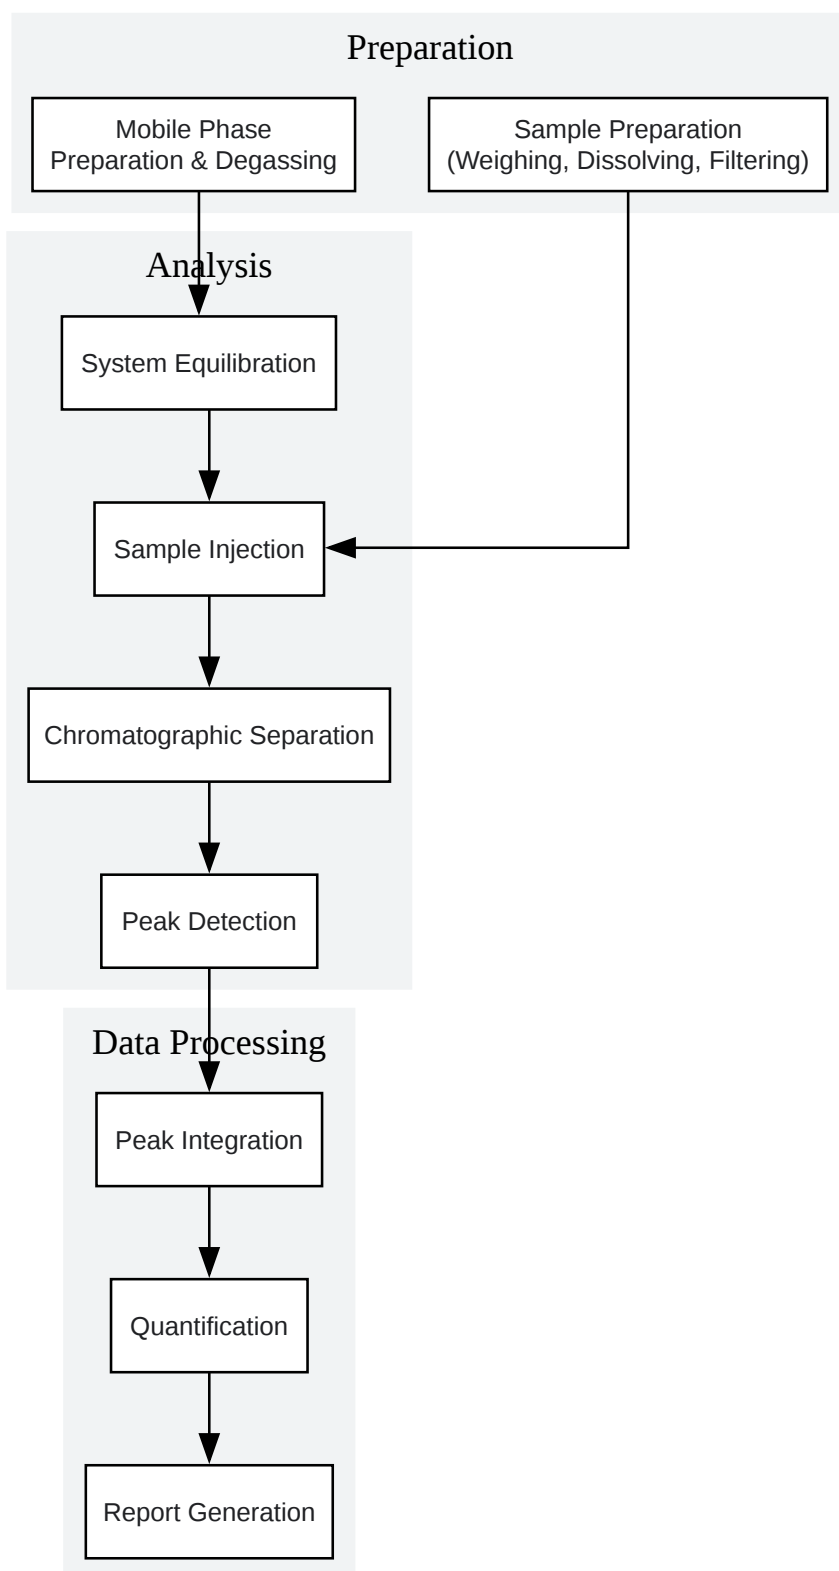 Preparation
Mobile Phase
Preparation & Degassing
Sample Preparation
(Weighing, Dissolving, Filtering)
Analysis
System Equilibration
Sample Injection
Chromatographic Separation
Peak Detection
Data Processing
Peak Integration
Quantification
Report Generation